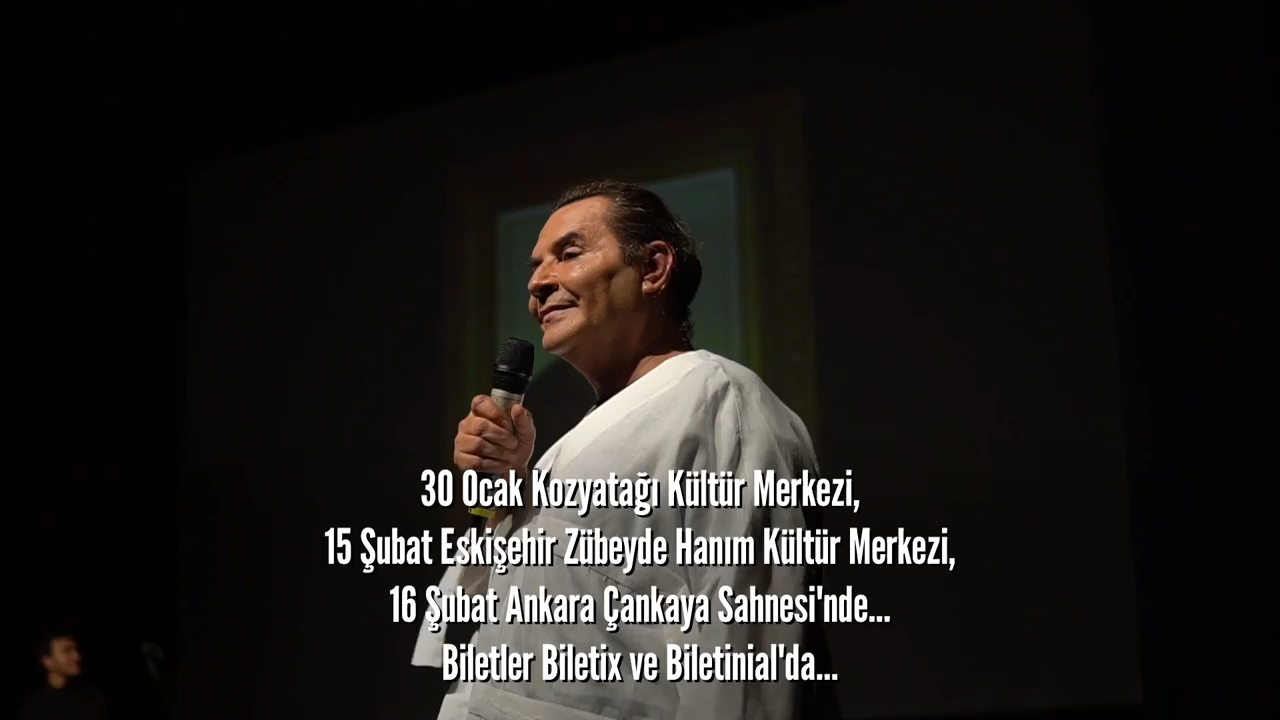 30 Ocak Kozyatağı Kültür Merkezi,
15 Şubat Eskişehir Zübeyde Hanım Kültür Merkezi,
16 Şubat Ankara Çankaya Sahnesi'nde...
Biletler Biletix ve Biletinial'da...